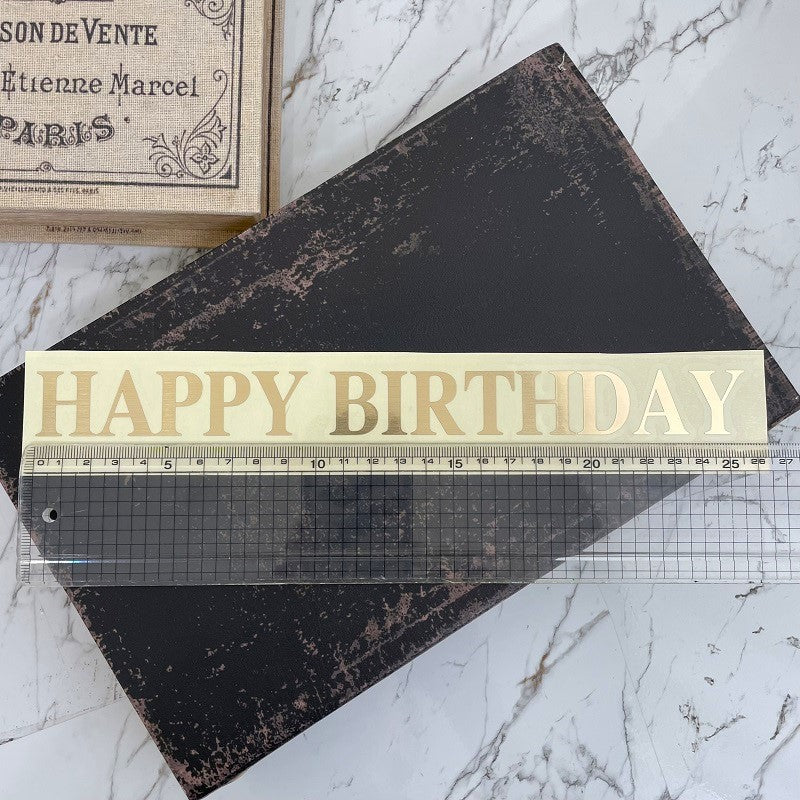 SON DE VENTE
Etienne Marcel
PARIS
HAPPY BIRTHDAY
0 1 2 3 4 5 6 7 8 9 10 11 12 13 14 15 16 17 18 19 20 21 22 23 24 25 26 27